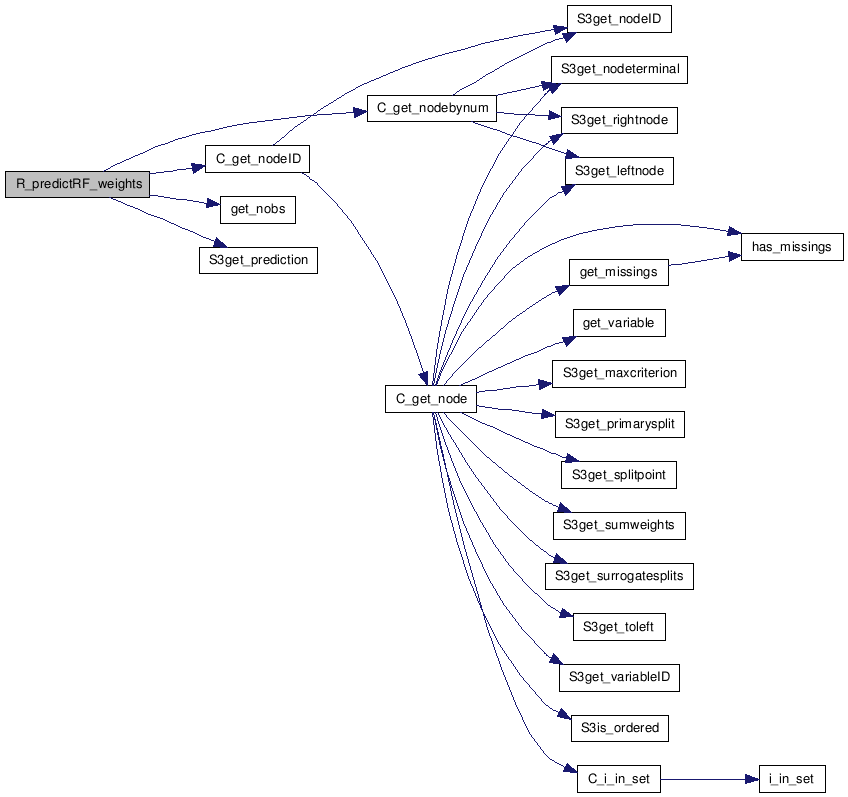 S3get_nodeID
S3get_nodeterminal
C_get_nodebynum
S3get_rightnode
C_get_nodeID
S3get_leftnode
R_predictRF_weights
get_nobs
has_missings
S3get_prediction
get_missings
get_variable
S3get_maxcriterion
C_get_node
S3get_primarysplit
S3get_splitpoint
S3get_sumweights
S3get_surrogatesplits
S3get_toleft
S3get_variableID
S3is_ordered
C_i_in_set
i_in_set